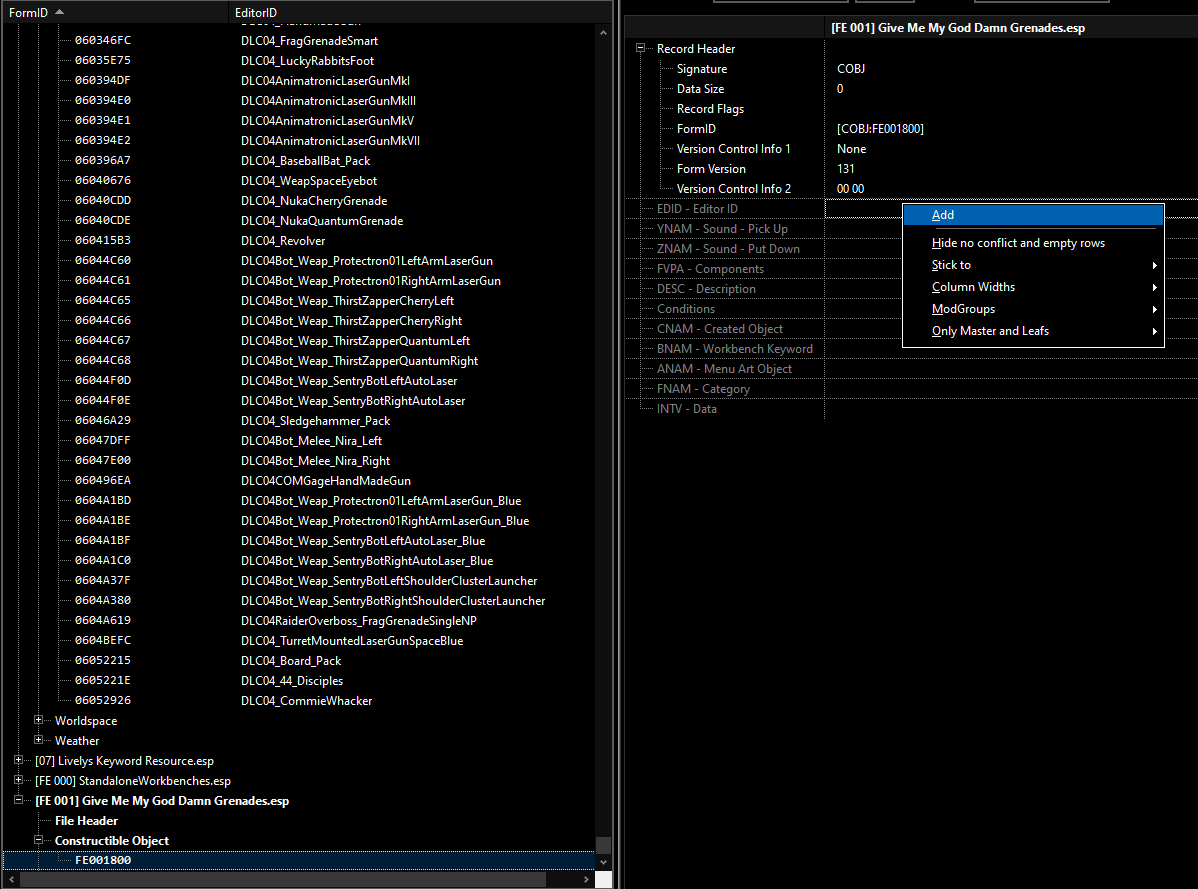 FormID EditorID
060346FC DLC04_FragGrenadeSmart
06035E75 DLC04_LuckyRabbitsFoot
060394DF DLC04AnimatronicLaserGunMkI
060394E0 DLC04AnimatronicLaserGunMkIII
060394E1 DLC04AnimatronicLaserGunMkV
060394E2 DLC04AnimatronicLaserGunMkVII
060396A7 DLC04_BaseballBat_Pack
06040676 DLC04_WeapSpaceEyebot
06040CDD DLC04_NukaCherryGrenade
06040CDE DLC04_NukaQuantumGrenade
060415B3 DLC04_Revolver
06044C60 DLC04Bot_Weap_Protectron01LeftArmLaserGun
06044C61 DLC04Bot_Weap_Protectron01RightArmLaserGun
06044C65 DLC04Bot_Weap_ThirstZapperCherryLeft
06044C66 DLC04Bot_Weap_ThirstZapperCherryRight
06044C67 DLC04Bot_Weap_ThirstZapperQuantumLeft
06044C68 DLC04Bot_Weap_ThirstZapperQuantumRight
06044F0D DLC04Bot_Weap_SentryBotLeftAutoLaser
06044F0E DLC04Bot_Weap_SentryBotRightAutoLaser
06046A29 DLC04_Sledgehammer_Pack
06047DFF DLC04Bot_Melee_Nira_Left
06047E00 DLC04Bot_Melee_Nira_Right
060496EA DLC04COMGageHandMadeGun
0604A1BD DLC04Bot_Weap_Protectron01LeftArmLaserGun_Blue
0604A1BE DLC04Bot_Weap_Protectron01RightArmLaserGun_Blue
0604A1BF DLC04Bot_Weap_SentryBotLeftAutoLaser_Blue
0604A1C0 DLC04Bot_Weap_SentryBotRightAutoLaser_Blue
0604A37F DLC04Bot_Weap_SentryBotLeftShoulderClusterLauncher
0604A380 DLC04Bot_Weap_SentryBotRightShoulderClusterLauncher
0604A619 DLC04RaiderOverboss_FragGrenadeSingleNP
0604BEFC DLC04_TurretMountedLaserGunSpaceBlue
06052215 DLC04_Board_Pack
0605221E DLC04_44_Disciples
06052926 DLC04_CommieWhacker
Worldspace
Weather
[07] Livelys Keyword Resource.esp
[FE 000] StandaloneWorkbenches.esp
[FE 001] Give Me My God Damn Grenades.esp
File Header
Constructible Object
FE001800
[FE 001] Give Me My God Damn Grenades.esp
Record Header
Signature COBJ
Data Size 0
Record Flags
FormID [COBJ:FE001800]
Version Control Info 1 None
Form Version 131
Version Control Info 2 00 00
EDID - Editor ID
YNAM - Sound - Pick Up
ZNAM - Sound - Put Down
FVPA - Components
DESC - Description
Conditions
CNAM - Created Object
BNAM - Workbench Keyword
ANAM - Menu Art Object
FNAM - Category
INTV - Data
Add
Hide no conflict and empty rows
Stick to
Column Widths
ModGroups
Only Master and Leafs